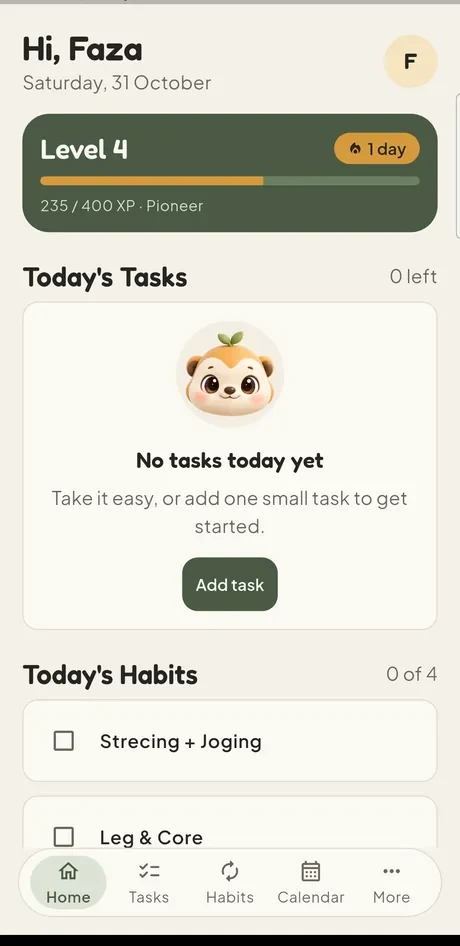 Hi, Faza
Saturday, 31 October
F
Level 4
1 day
235 / 400 XP · Pioneer
Today's Tasks
0 left
No tasks today yet
Take it easy, or add one small task to get
started.
Add task
Today's Habits
0 of 4
Strecing + Joging
Leg & Core
Home
Tasks
Habits
Calendar
More